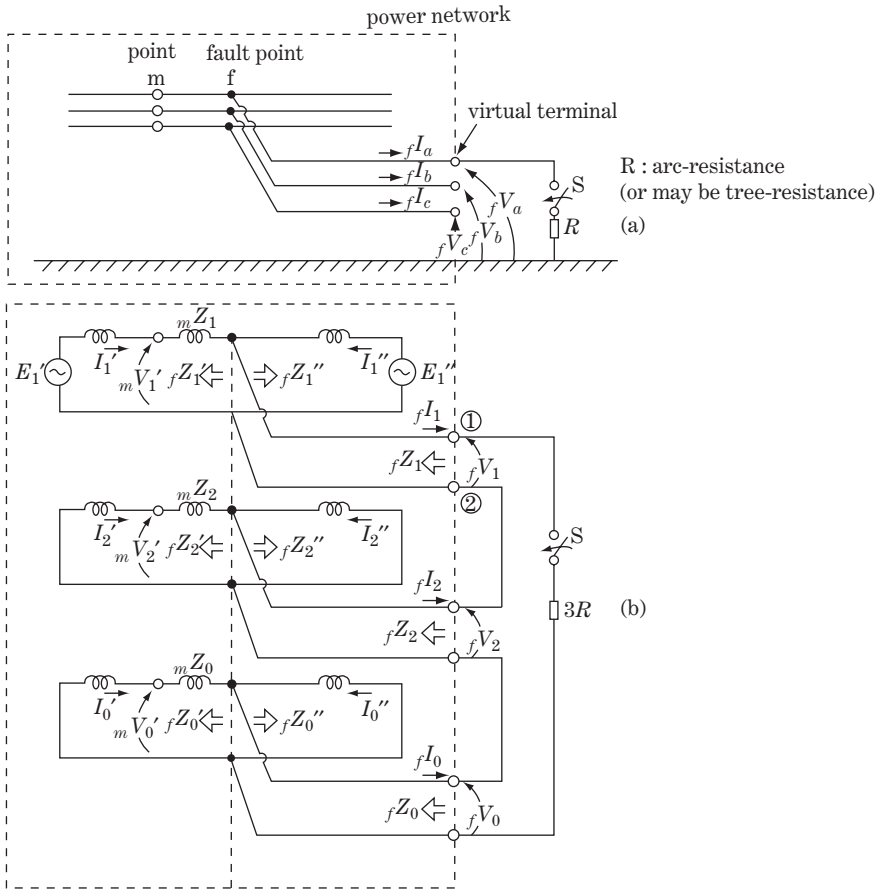 power network
point
fault point
m
f
virtual terminal
fIa
fIb
fIc
fVa
fVb
fVc
S
R
R : arc-resistance
(or may be tree-resistance)
(a)
mZ1
I1′
I1″
E1′
mV1′
fZ1′
fZ1″
E1″
fI1
①
fZ1
fV1
②
mZ2
I2′
I2″
mV2′
fZ2′
fZ2″
S
fI2
3R
(b)
fZ2
fV2
mZ0
I0′
I0″
mV0′
fZ0′
fZ0″
fI0
fZ0
fV0